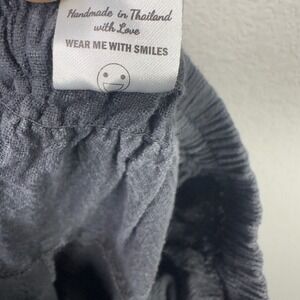 Handmade in Thailand
with Love
WEAR ME WITH SMILES